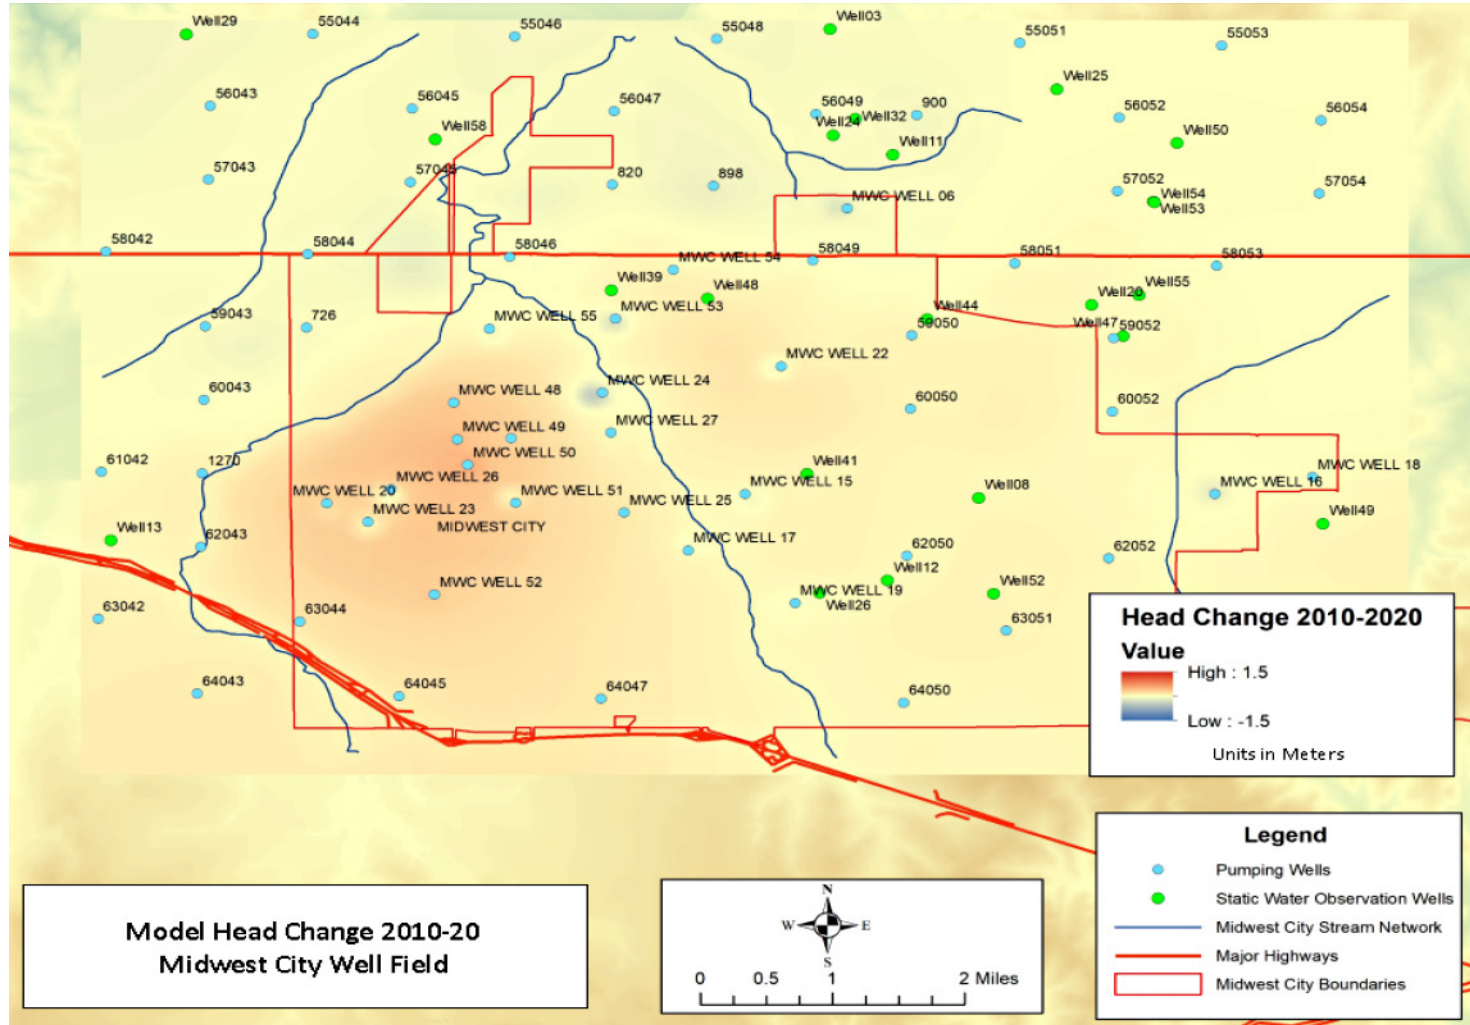 Well29
55044
55046
55048
Well03
55051
55053
56043
56045
Well58
56047
56049
Well32
900
Well24
Well11
Well25
56052
56054
Well50
57043
57045
820
898
MWC WELL 06
57052
Well54
Well53
57054
58042
58044
58046
MWC WELL 54
58049
58051
58053
Well39
Well48
MWC WELL 53
Well44
Well20
Well55
59043
726
MWC WELL 55
59050
Well47
59052
MWC WELL 22
60043
MWC WELL 48
MWC WELL 24
60050
60052
MWC WELL 49
MWC WELL 27
61042
1270
MWC WELL 50
MWC WELL 26
Well41
MWC WELL 18
MWC WELL 20
MWC WELL 51
MWC WELL 25
MWC WELL 15
Well08
MWC WELL 16
MWC WELL 23
MIDWEST CITY
Well13
62043
MWC WELL 17
62050
62052
Well49
MWC WELL 52
Well12
Well52
MWC WELL 19
Well26
63042
63044
63051
64043
64045
64047
64050
Head Change 2010-2020
Value
High : 1.5
Low : -1.5
Units in Meters
Legend
Pumping Wells
Static Water Observation Wells
Midwest City Stream Network
Major Highways
Midwest City Boundaries
Model Head Change 2010-20
Midwest City Well Field
N
W
E
S
0 0.5 1 2 Miles